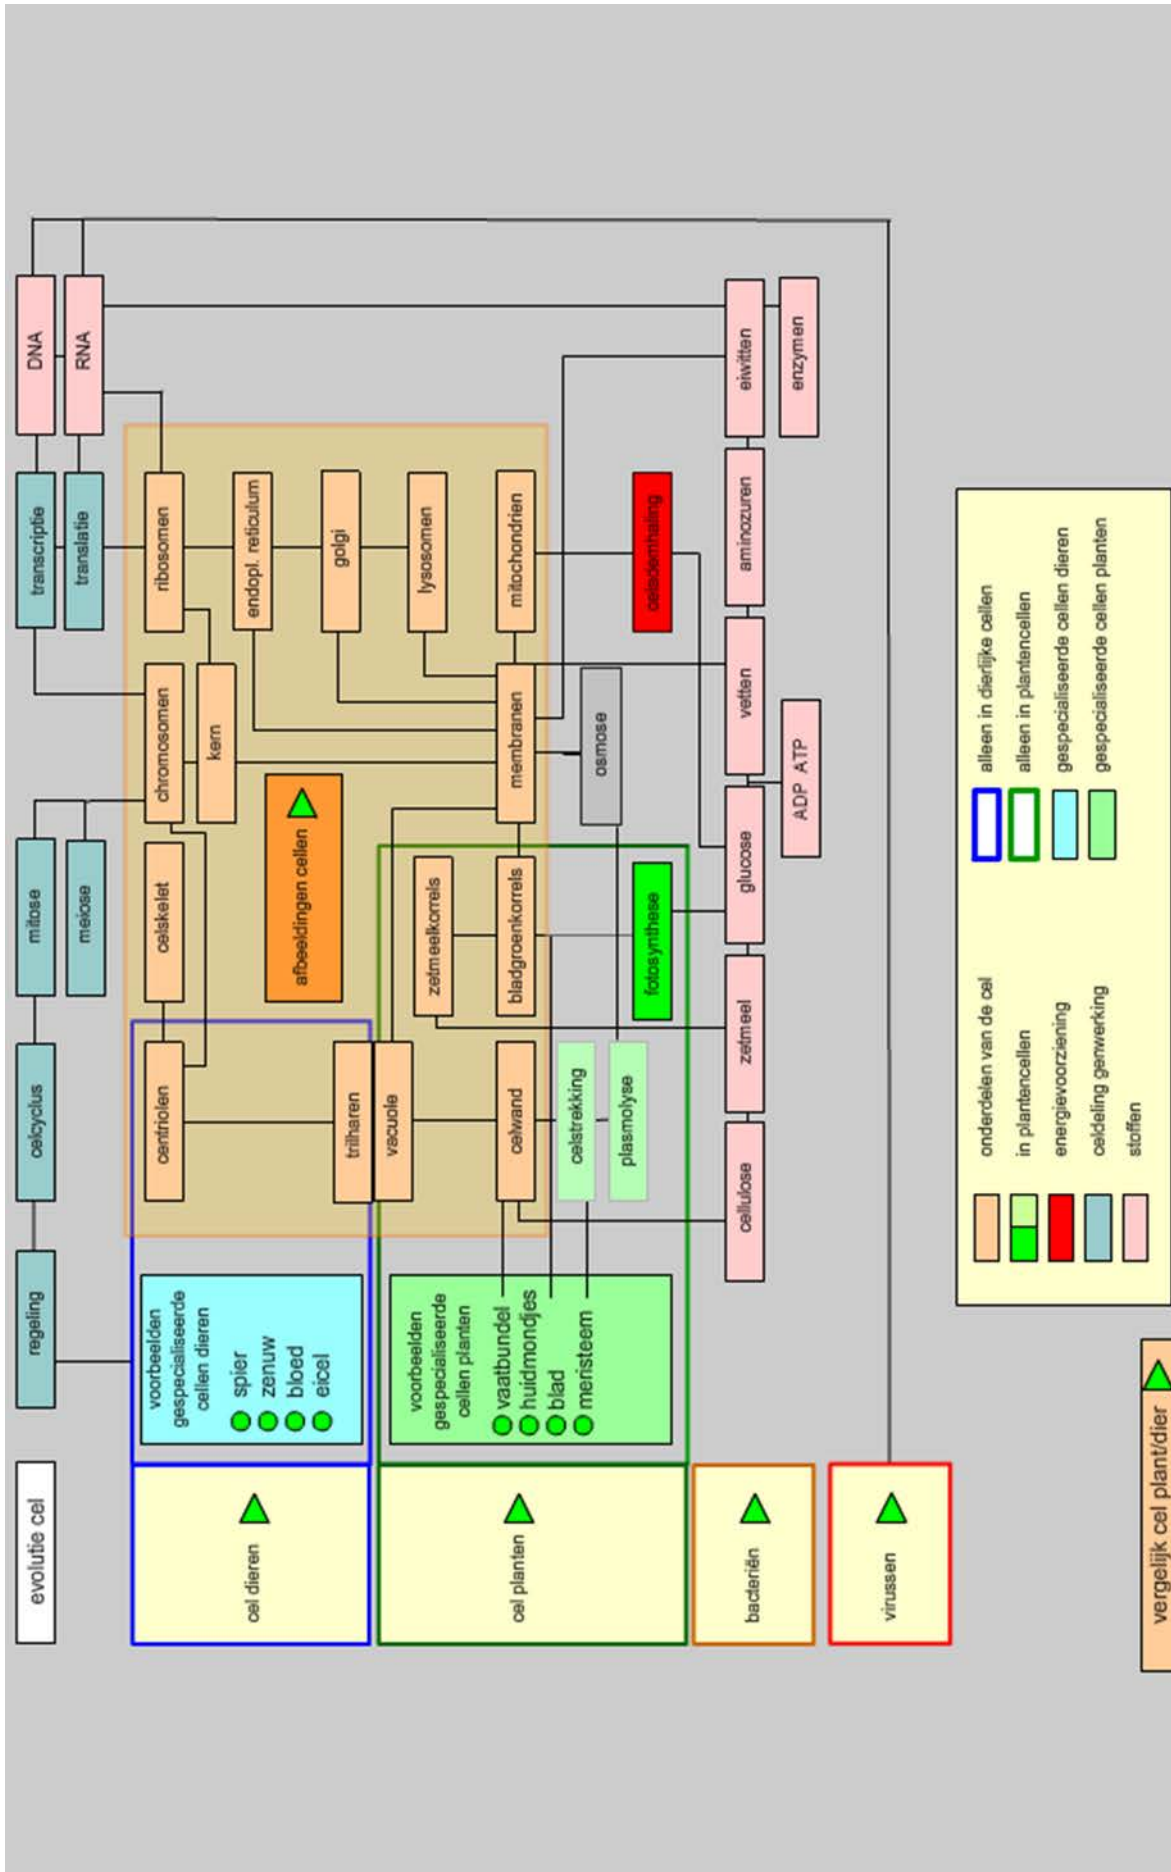 evolutie cel
regeling
celcyclus
mitose
meiose
transcriptie
translatie
DNA
RNA
cel dieren
voorbeelden
gespecialiseerde
cellen dieren
spier
zenuw
bloed
eicel
centriolen
celskelet
chromosomen
kern
ribosomen
endopl. reticulum
golgi
lysosomen
mitochondrien
afbeeldingen cellen
trilharen
vacuole
zetmeelkorrels
bladgroenkorrels
membranen
celwand
cel planten
voorbeelden
gespecialiseerde
cellen planten
vaatbundel
huidmondjes
blad
meristeem
celstrekking
plasmolyse
osmose
fotosynthese
celademhaling
bacteriën
cellulose
zetmeel
glucose
vetten
aminozuren
eiwitten
ADP ATP
enzymen
virussen
onderdelen van de cel
in plantencellen
energievoorziening
celdeling genwerking
stoffen
alleen in dierlijke cellen
alleen in plantencellen
gespecialiseerde cellen dieren
gespecialiseerde cellen planten
vergelijk cel plant/dier